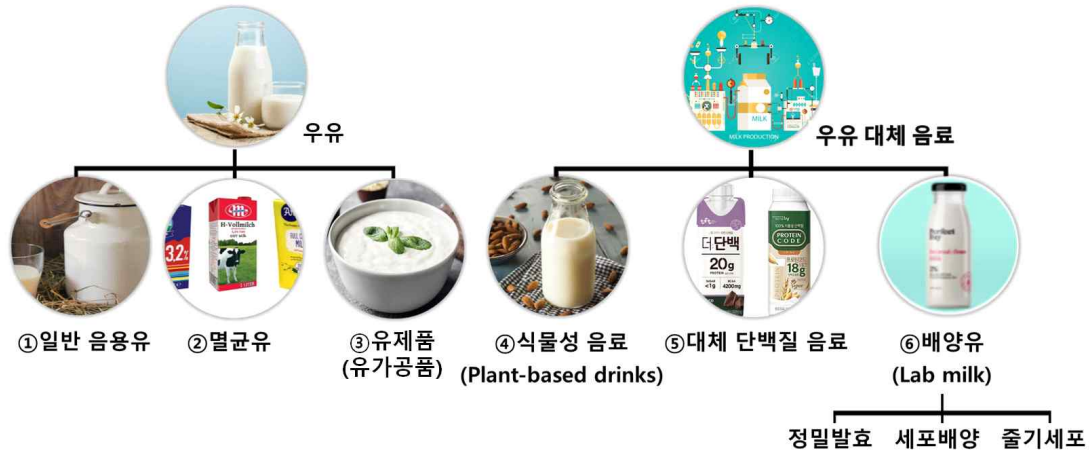 우유
우유 대체 음료
MILK
MILK PRODUCTION
3.2%
H-Vollmilch
더단백
20g
<1g
4200mg
PROTEIN
CODE
18g
①일반 음용유
②멸균유
③유제품
(유가공품)
④식물성 음료
(Plant-based drinks)
⑤대체 단백질 음료
⑥배양유
(Lab milk)
정밀발효
세포배양
줄기세포